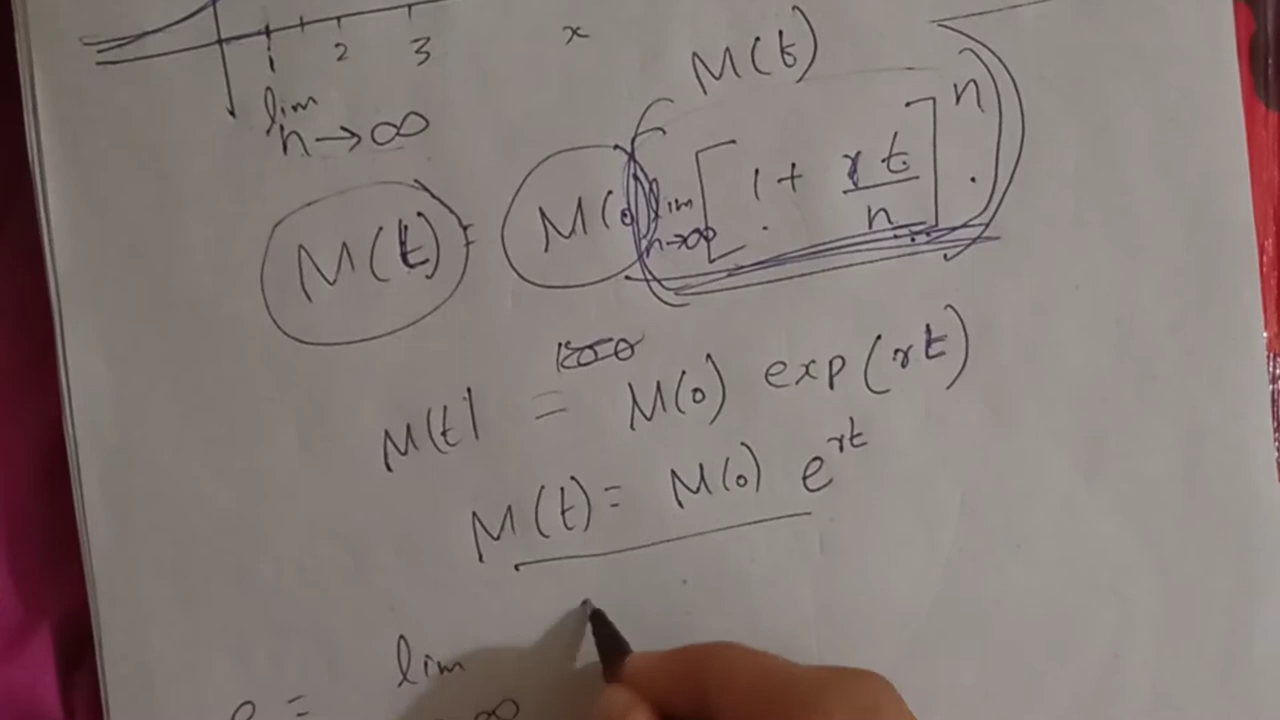 1 2 3 x
lim n→∞ M(t)
M(t) = M(0) lim n→∞ [1 + rt/n]^n
M(t) = M(0) exp(rt)
M(t) = M(0) e^rt
e = lim
∞